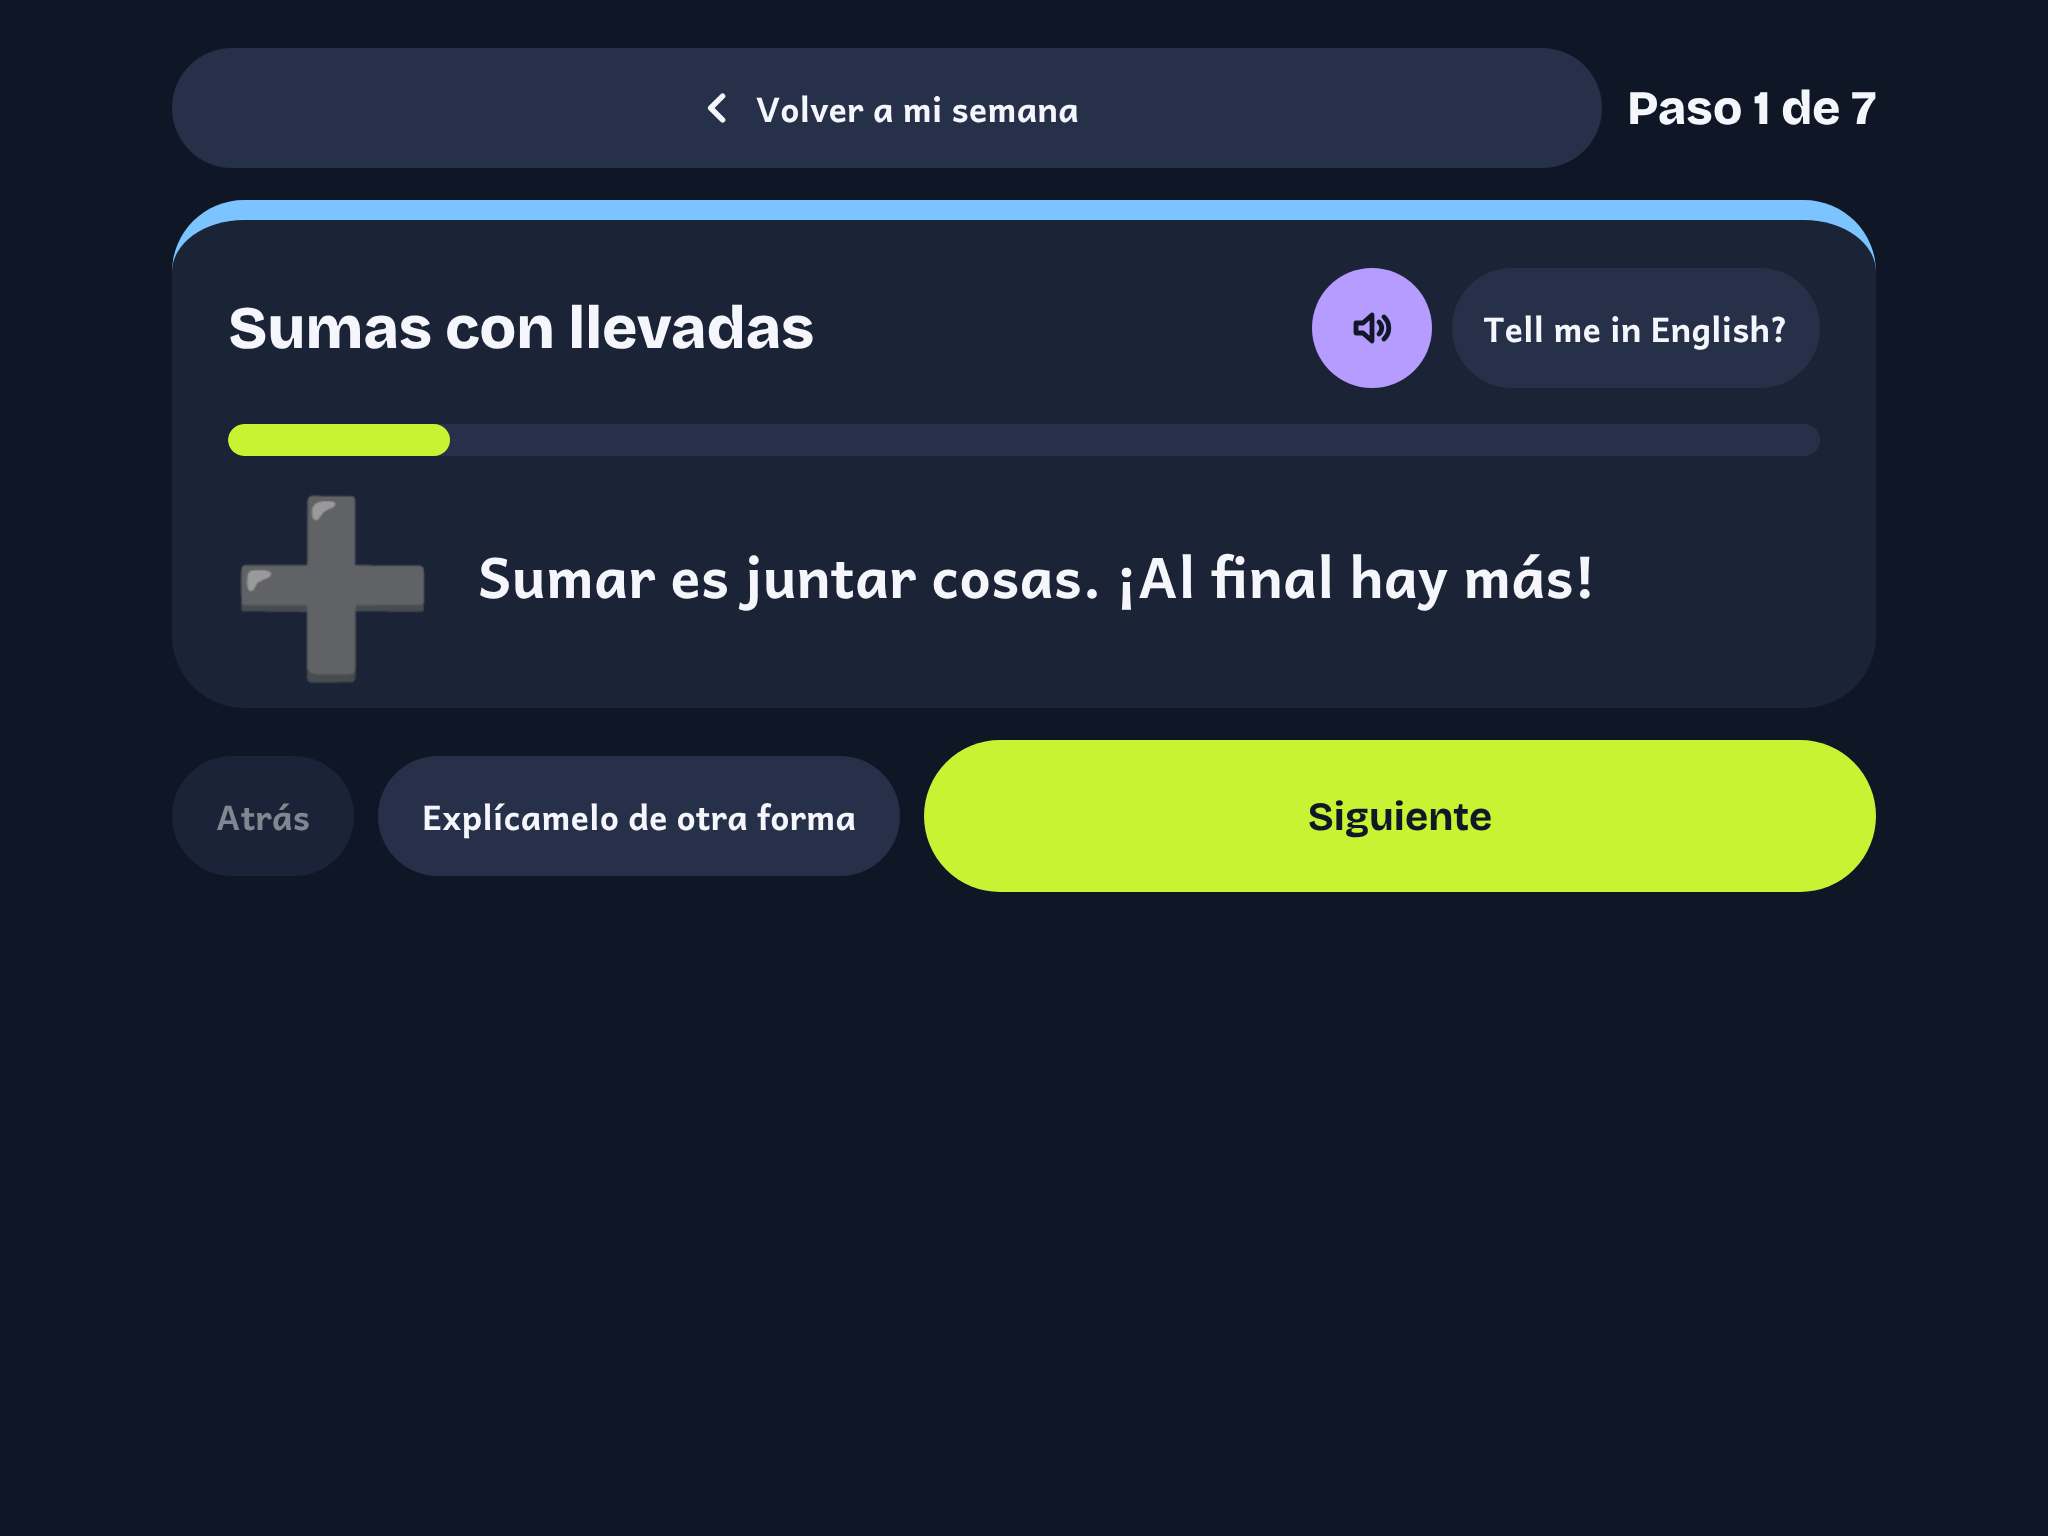 Volver a mi semana
Paso 1 de 7
Sumas con llevadas
Tell me in English?
Sumar es juntar cosas. ¡Al final hay más!
Atrás
Explícamelo de otra forma
Siguiente